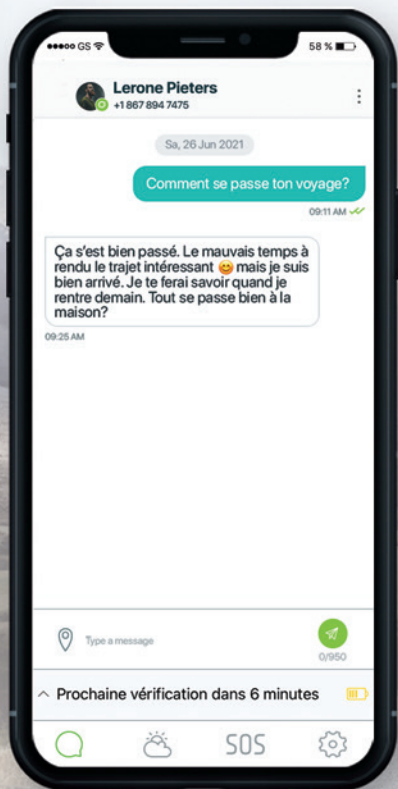 GS
58 %
Lerone Pieters
+1 867 894 7475
Sa, 26 Jun 2021
Comment se passe ton voyage?
09:11 AM
Ça s'est bien passé. Le mauvais temps à
rendu le trajet intéressant 😊 mais je suis
bien arrivé. Je te ferai savoir quand je
rentre demain. Tout se passe bien à la
maison?
09:25 AM
Type a message
0/950
Prochaine vérification dans 6 minutes
SOS